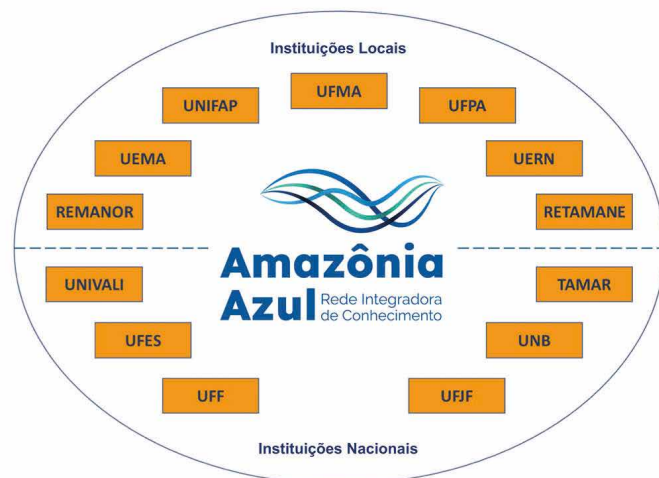 Instituições Locais
UFMA
UNIFAP
UFPA
UEMA
UERN
REMANOR
RETAMANE
Amazônia
Azul
Rede Integradora
de Conhecimento
UNIVALI
TAMAR
UFES
UNB
UFF
UFJF
Instituições Nacionais